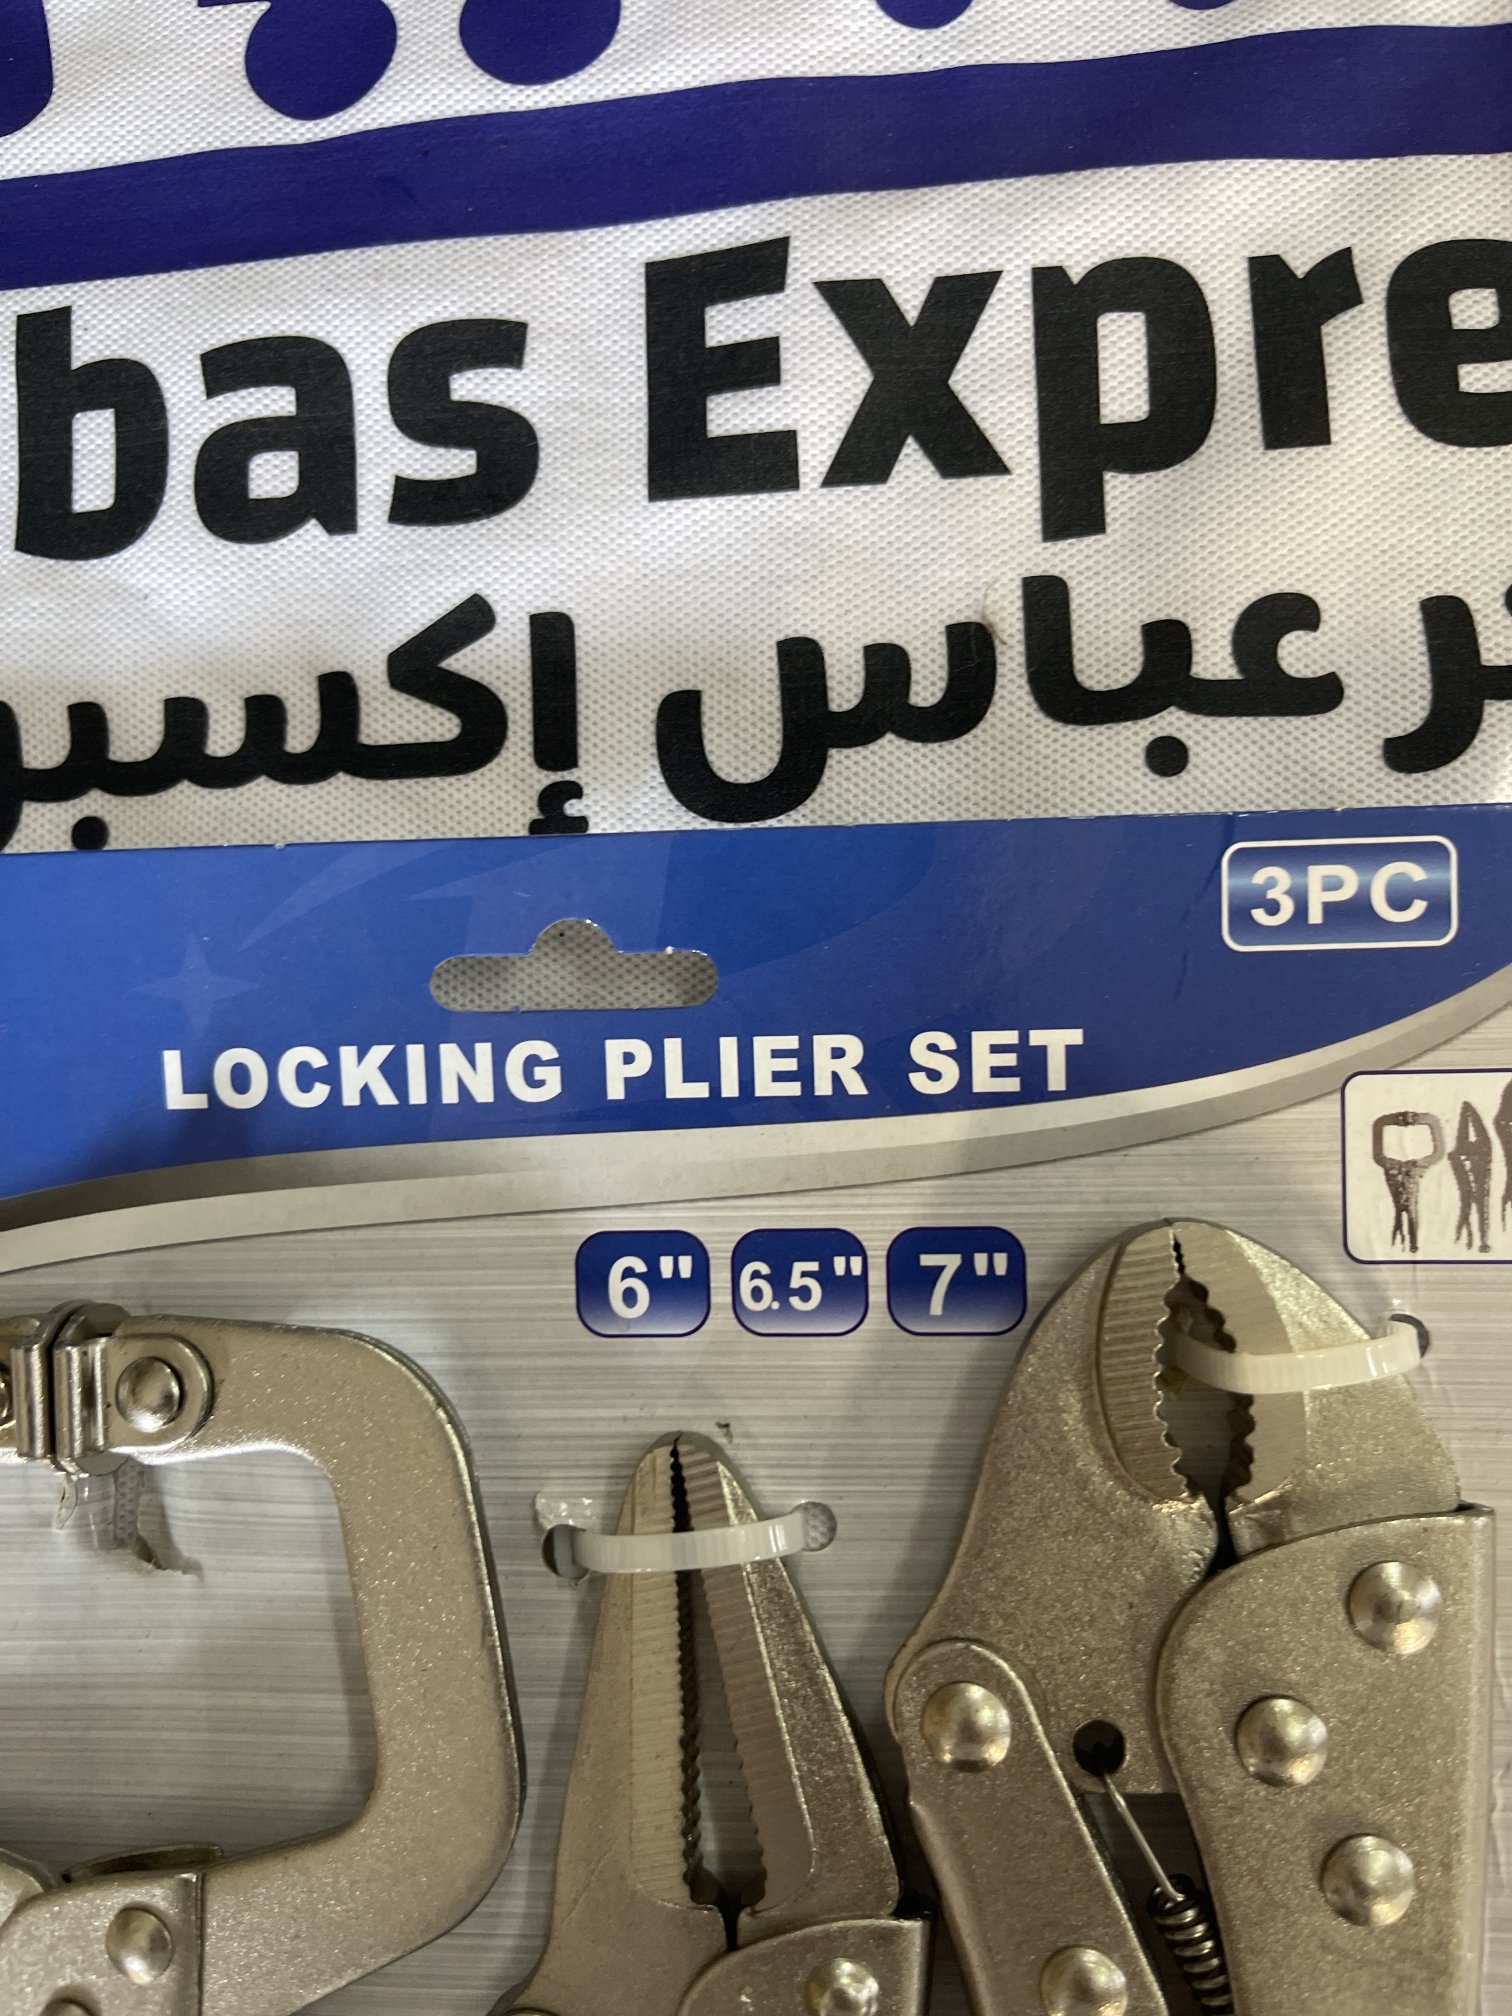 bas Expre
عباس إكسبر
3PC
LOCKING PLIER SET
6" 6.5" 7"